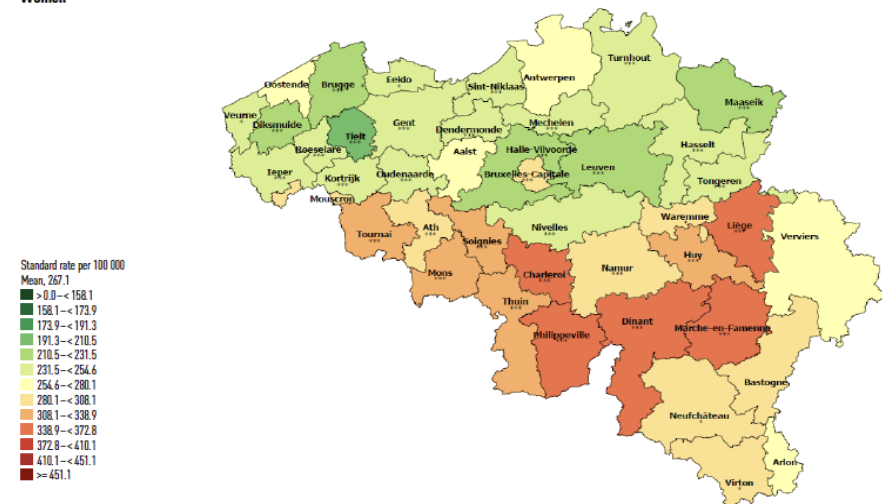 Women
Turnhout
***
Antwerpen
Oostende
Brugge
***
Eeklo
*
Sint-Niklaas
***
Maaseik
***
Veurne
*
Diksmuide
***
Gent
***
Mechelen
***
Dendermonde
***
Tielt
***
Roeselare
***
Aalst
Halle-Vilvoorde
***
Hasselt
***
Ieper
***
Kortrijk
***
Oudenaarde
***
Bruxelles-Capitale
***
Leuven
***
Tongeren
***
Mouscron
Waremme
Tournai
***
Ath
***
Soignies
***
Nivelles
***
Liège
***
Verviers
Mons
***
Charleroi
***
Namur
***
Huy
***
Standard rate per 100 000
Mean, 267.1
> 0.0 – < 158.1
158.1 – < 173.9
173.9 – < 191.3
191.3 – < 210.5
210.5 – < 231.5
231.5 – < 254.6
254.6 – < 280.1
280.1 – < 308.1
308.1 – < 338.9
338.9 – < 372.8
372.8 – < 410.1
410.1 – < 451.1
>= 451.1
Thuin
***
Philippeville
***
Dinant
***
Marche-en-Famenne
***
Bastogne
Neufchâteau
*
Arlon
Virton
***